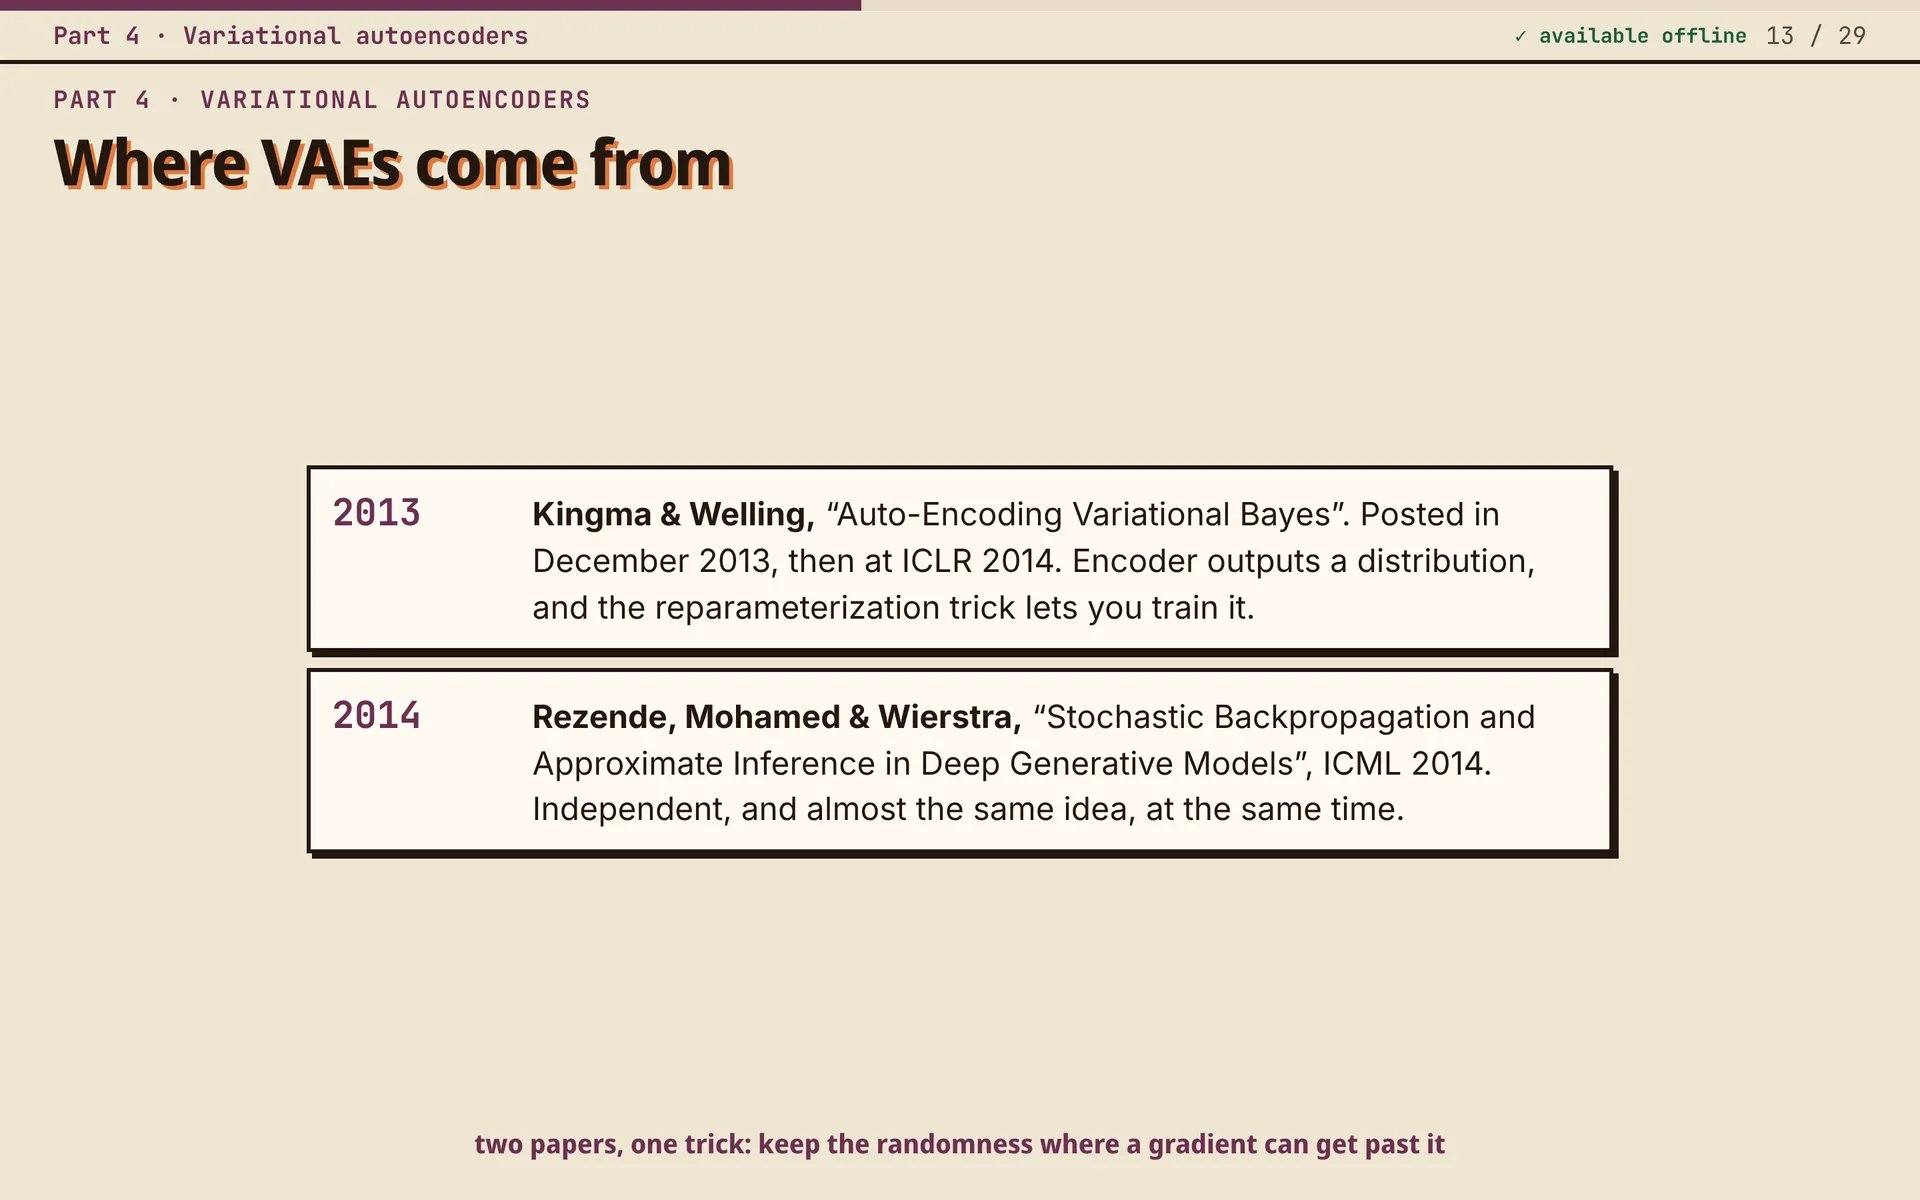 Part 4 · Variational autoencoders
✓ available offline 13 / 29
PART 4 · VARIATIONAL AUTOENCODERS
Where VAEs come from
2013
Kingma & Welling, “Auto-Encoding Variational Bayes”. Posted in
December 2013, then at ICLR 2014. Encoder outputs a distribution,
and the reparameterization trick lets you train it.
2014
Rezende, Mohamed & Wierstra, “Stochastic Backpropagation and
Approximate Inference in Deep Generative Models”, ICML 2014.
Independent, and almost the same idea, at the same time.
two papers, one trick: keep the randomness where a gradient can get past it